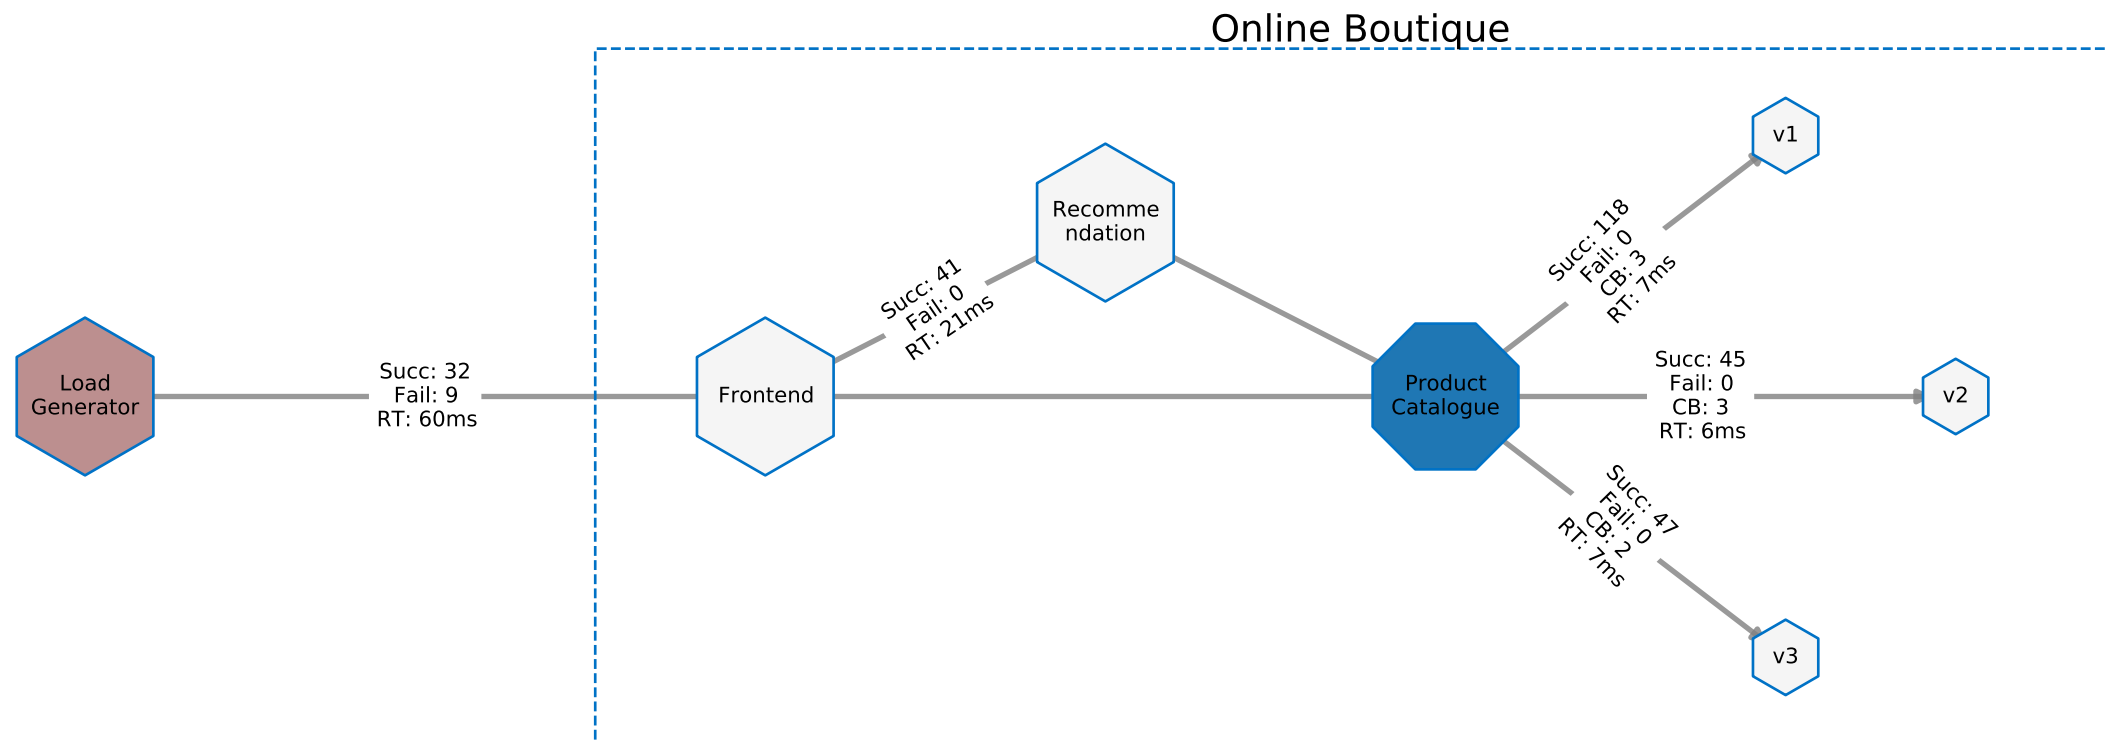 Online Boutique
Load
Generator
Succ: 32
Fail: 9
RT: 60ms
Frontend
Succ: 41
Fail: 0
RT: 21ms
Recomme
ndation
Product
Catalogue
Succ: 118
Fail: 0
CB: 3
RT: 7ms
v1
Succ: 45
Fail: 0
CB: 3
RT: 6ms
v2
Succ: 47
Fail: 0
CB: 2
RT: 7ms
v3